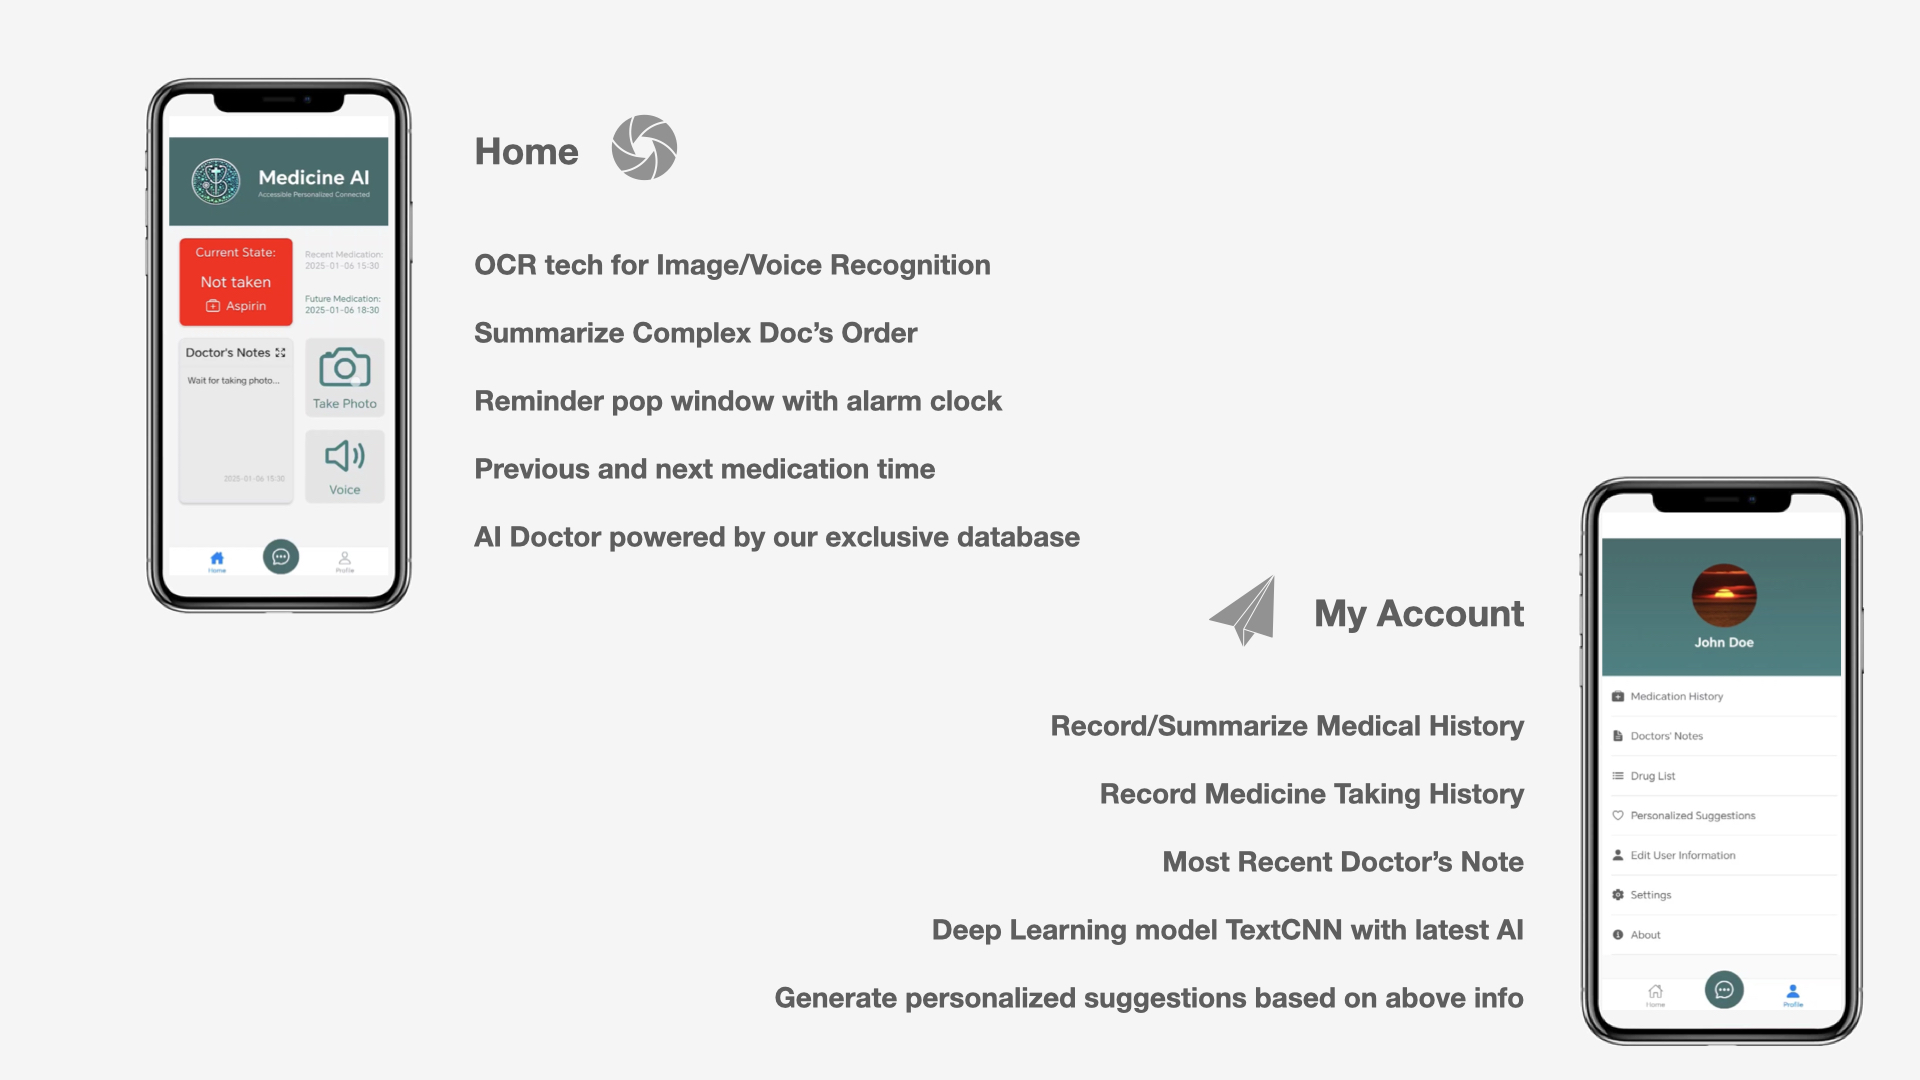 Medicine AI
Accessible Personalized Connected
Current State:
Not taken
Aspirin
Recent Medication:
2025-01-06 15:30
Future Medication:
2025-01-06 18:30
Doctor's Notes
Wait for taking photo...
2025-01-06 15:30
Take Photo
Voice
Home
Profile
Home
OCR tech for Image/Voice Recognition
Summarize Complex Doc’s Order
Reminder pop window with alarm clock
Previous and next medication time
AI Doctor powered by our exclusive database
My Account
Record/Summarize Medical History
Record Medicine Taking History
Most Recent Doctor’s Note
Deep Learning model TextCNN with latest AI
Generate personalized suggestions based on above info
John Doe
Medication History
Doctors' Notes
Drug List
Personalized Suggestions
Edit User Information
Settings
About
Home
Profile